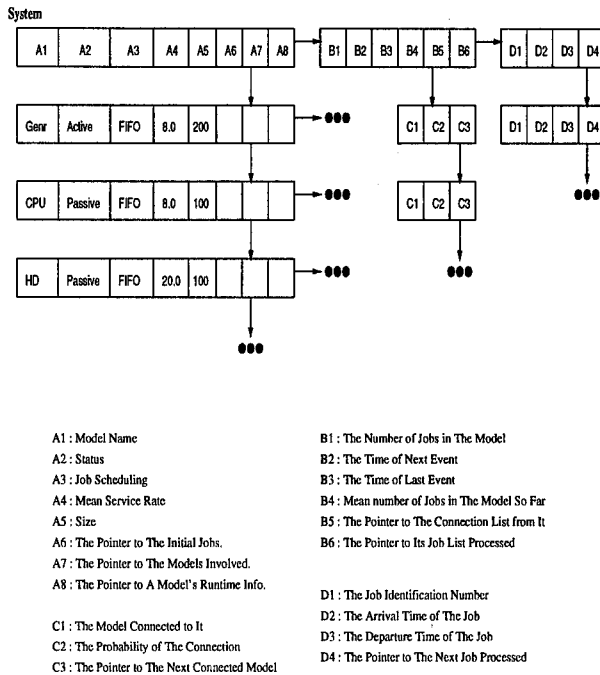 System
A1 A2 A3 A4 A5 A6 A7 A8 B1 B2 B3 B4 B5 B6 D1 D2 D3 D4
Genr Active FIFO 8.0 200 C1 C2 C3 D1 D2 D3 D4
CPU Passive FIFO 8.0 100 C1 C2 C3
HD Passive FIFO 20.0 100
A1 : Model Name
A2 : Status
A3 : Job Scheduling
A4 : Mean Service Rate
A5 : Size
A6 : The Pointer to The Initial Jobs.
A7 : The Pointer to The Models Involved.
A8 : The Pointer to A Model's Runtime Info.
B1 : The Number of Jobs in The Model
B2 : The Time of Next Event
B3 : The Time of Last Event
B4 : Mean number of Jobs in The Model So Far
B5 : The Pointer to The Connection List from It
B6 : The Pointer to Its Job List Processed
C1 : The Model Connected to It
C2 : The Probability of The Connection
C3 : The Pointer to The Next Connected Model
D1 : The Job Identification Number
D2 : The Arrival Time of The Job
D3 : The Departure Time of The Job
D4 : The Pointer to The Next Job Processed